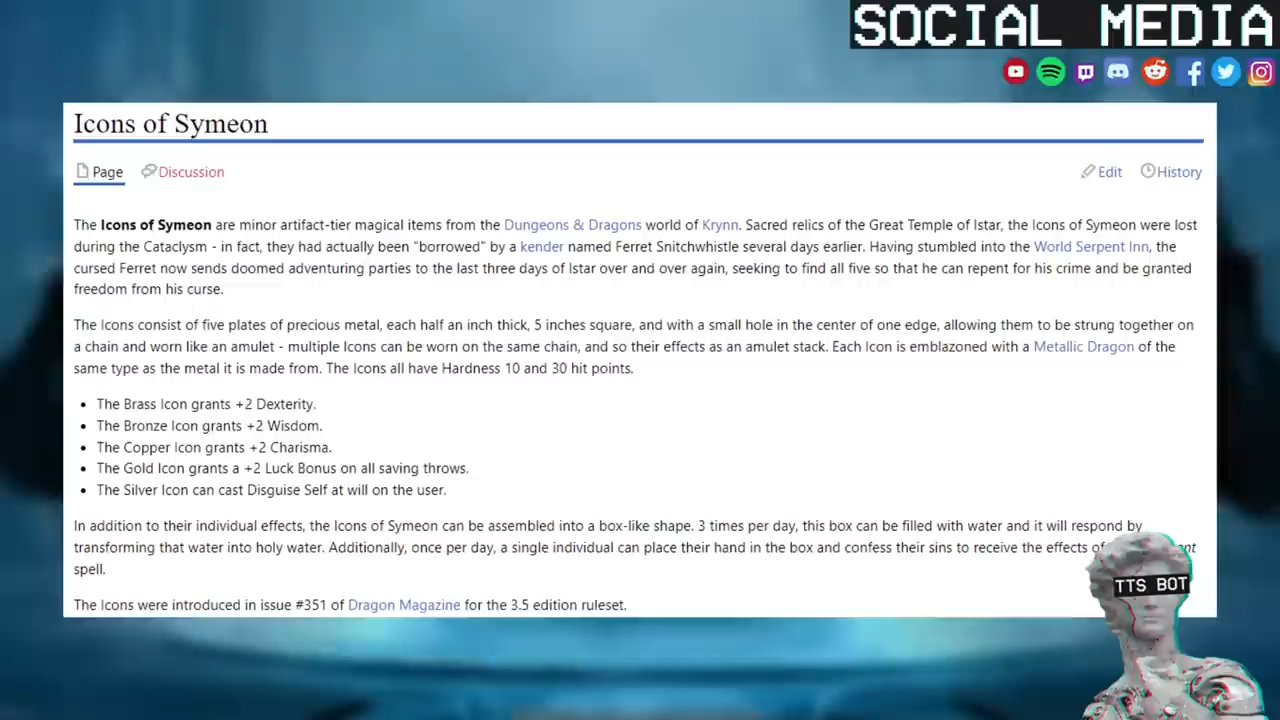 SOCIAL MEDIA
Icons of Symeon
Page Discussion Edit History
The Icons of Symeon are minor artifact-tier magical items from the Dungeons & Dragons world of Krynn. Sacred relics of the Great Temple of Istar, the Icons of Symeon were lost
during the Cataclysm - in fact, they had actually been "borrowed" by a kender named Ferret Snitchwhistle several days earlier. Having stumbled into the World Serpent Inn, the
cursed Ferret now sends doomed adventuring parties to the last three days of Istar over and over again, seeking to find all five so that he can repent for his crime and be granted
freedom from his curse.
The Icons consist of five plates of precious metal, each half an inch thick, 5 inches square, and with a small hole in the center of one edge, allowing them to be strung together on
a chain and worn like an amulet - multiple Icons can be worn on the same chain, and so their effects as an amulet stack. Each Icon is emblazoned with a Metallic Dragon of the
same type as the metal it is made from. The Icons all have Hardness 10 and 30 hit points.
• The Brass Icon grants +2 Dexterity.
• The Bronze Icon grants +2 Wisdom.
• The Copper Icon grants +2 Charisma.
• The Gold Icon grants a +2 Luck Bonus on all saving throws.
• The Silver Icon can cast Disguise Self at will on the user.
In addition to their individual effects, the Icons of Symeon can be assembled into a box-like shape. 3 times per day, this box can be filled with water and it will respond by
transforming that water into holy water. Additionally, once per day, a single individual can place their hand in the box and confess their sins to receive the effects of
spell.
TTS BOT
The Icons were introduced in issue #351 of Dragon Magazine for the 3.5 edition ruleset.